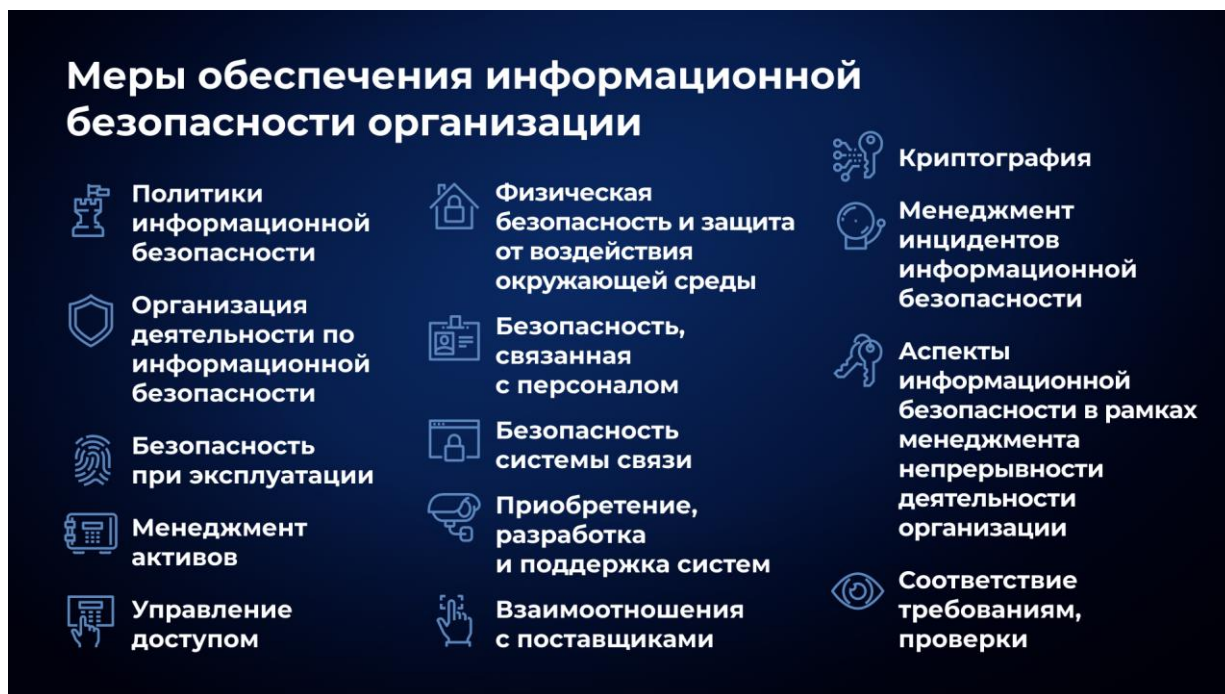 Меры обеспечения информационной
безопасности организации
Политики
информационной
безопасности
Организация
деятельности по
информационной
безопасности
Безопасность
при эксплуатации
Менеджмент
активов
Управление
доступом
Физическая
безопасность и защита
от воздействия
окружающей среды
Безопасность,
связанная
с персоналом
Безопасность
системы связи
Приобретение,
разработка
и поддержка систем
Взаимоотношения
с поставщиками
Криптография
Менеджмент
инцидентов
информационной
безопасности
Аспекты
информационной
безопасности в рамках
менеджмента
непрерывности
деятельности
организации
Соответствие
требованиям,
проверки